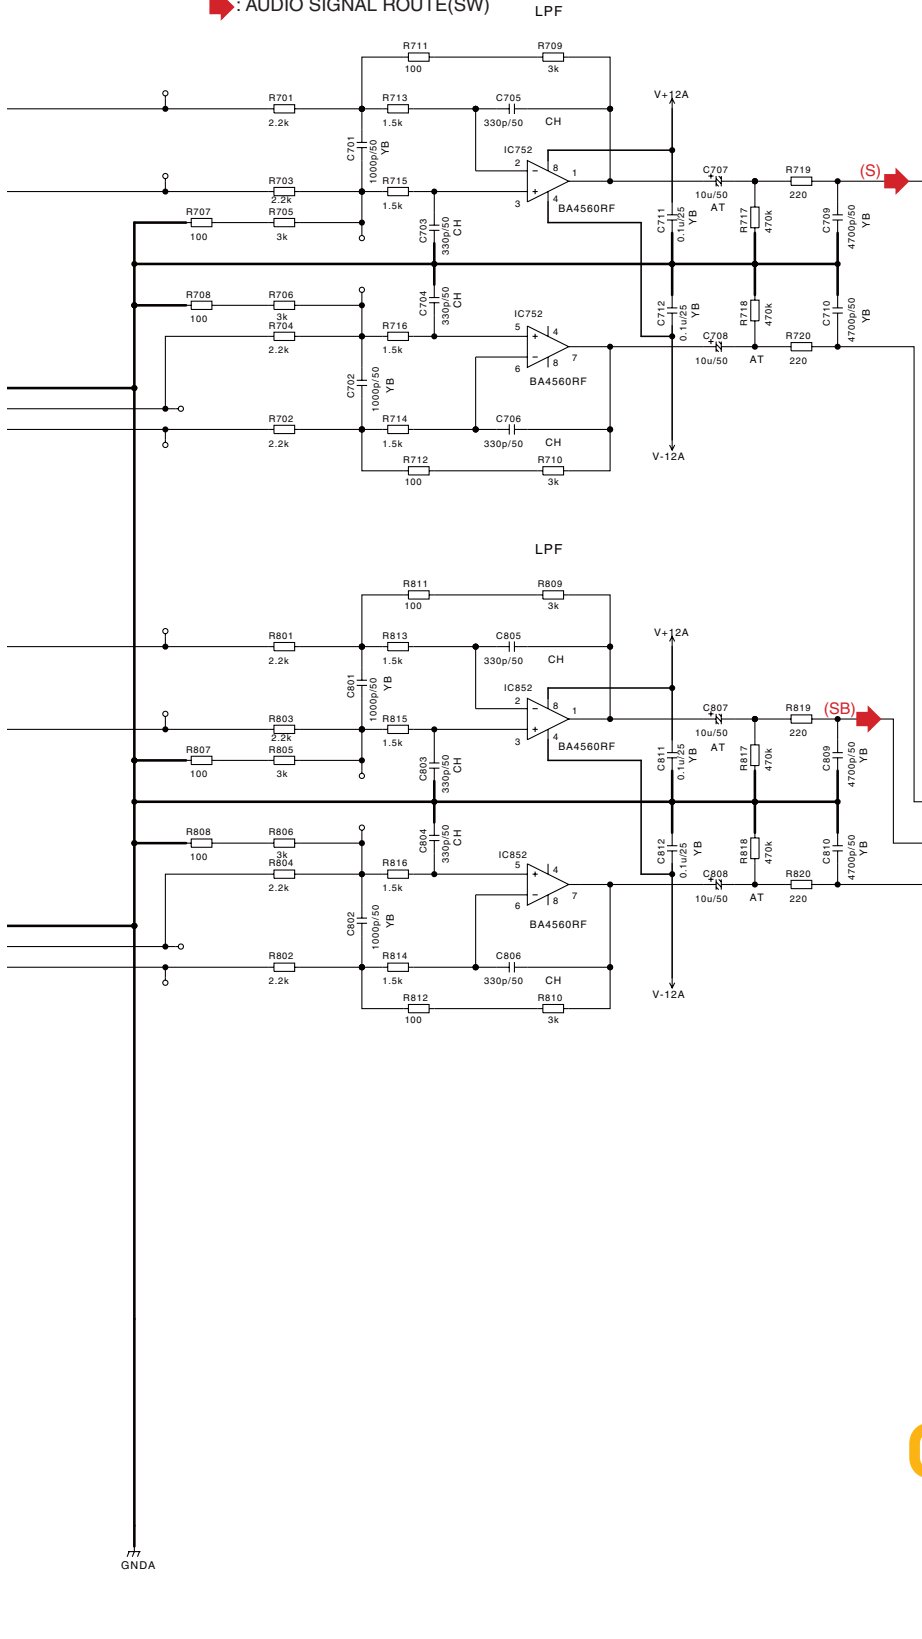 : AUDIO SIGNAL ROUTE(SW)
LPF
R711
100
R709
3k
R701
2.2k
R713
1.5k
C705
330p/50
CH
C701
1000p/50
YB
V+12A
IC752
2
3
8
4
1
BA4560RF
R703
2.2k
R715
1.5k
R707
100
R705
3k
C703
330p/50
CH
C711
0.1u/25
YB
C707
+
10u/50
AT
R717
470k
R719
220
C709
4700p/50
YB
(S)
R708
100
R706
3k
R704
2.2k
R716
1.5k
C704
330p/50
CH
C702
1000p/50
YB
IC752
5
6
4
8
7
BA4560RF
C712
0.1u/25
YB
C708
+
10u/50
AT
R718
470k
R720
220
C710
4700p/50
YB
R702
2.2k
R714
1.5k
C706
330p/50
CH
R712
100
R710
3k
V-12A
LPF
R811
100
R809
3k
R801
2.2k
R813
1.5k
C805
330p/50
CH
C801
1000p/50
YB
V+12A
IC852
2
3
8
4
1
BA4560RF
R803
2.2k
R815
1.5k
R807
100
R805
3k
C803
330p/50
CH
C811
0.1u/25
YB
C807
+
10u/50
AT
R817
470k
R819
220
C809
4700p/50
YB
(SB)
R808
100
R806
3k
R804
2.2k
R816
1.5k
C804
330p/50
CH
C802
1000p/50
YB
IC852
5
6
4
8
7
BA4560RF
C812
0.1u/25
YB
C808
+
10u/50
AT
R818
470k
R820
220
C810
4700p/50
YB
R802
2.2k
R814
1.5k
C806
330p/50
CH
R812
100
R810
3k
V-12A
GNDA